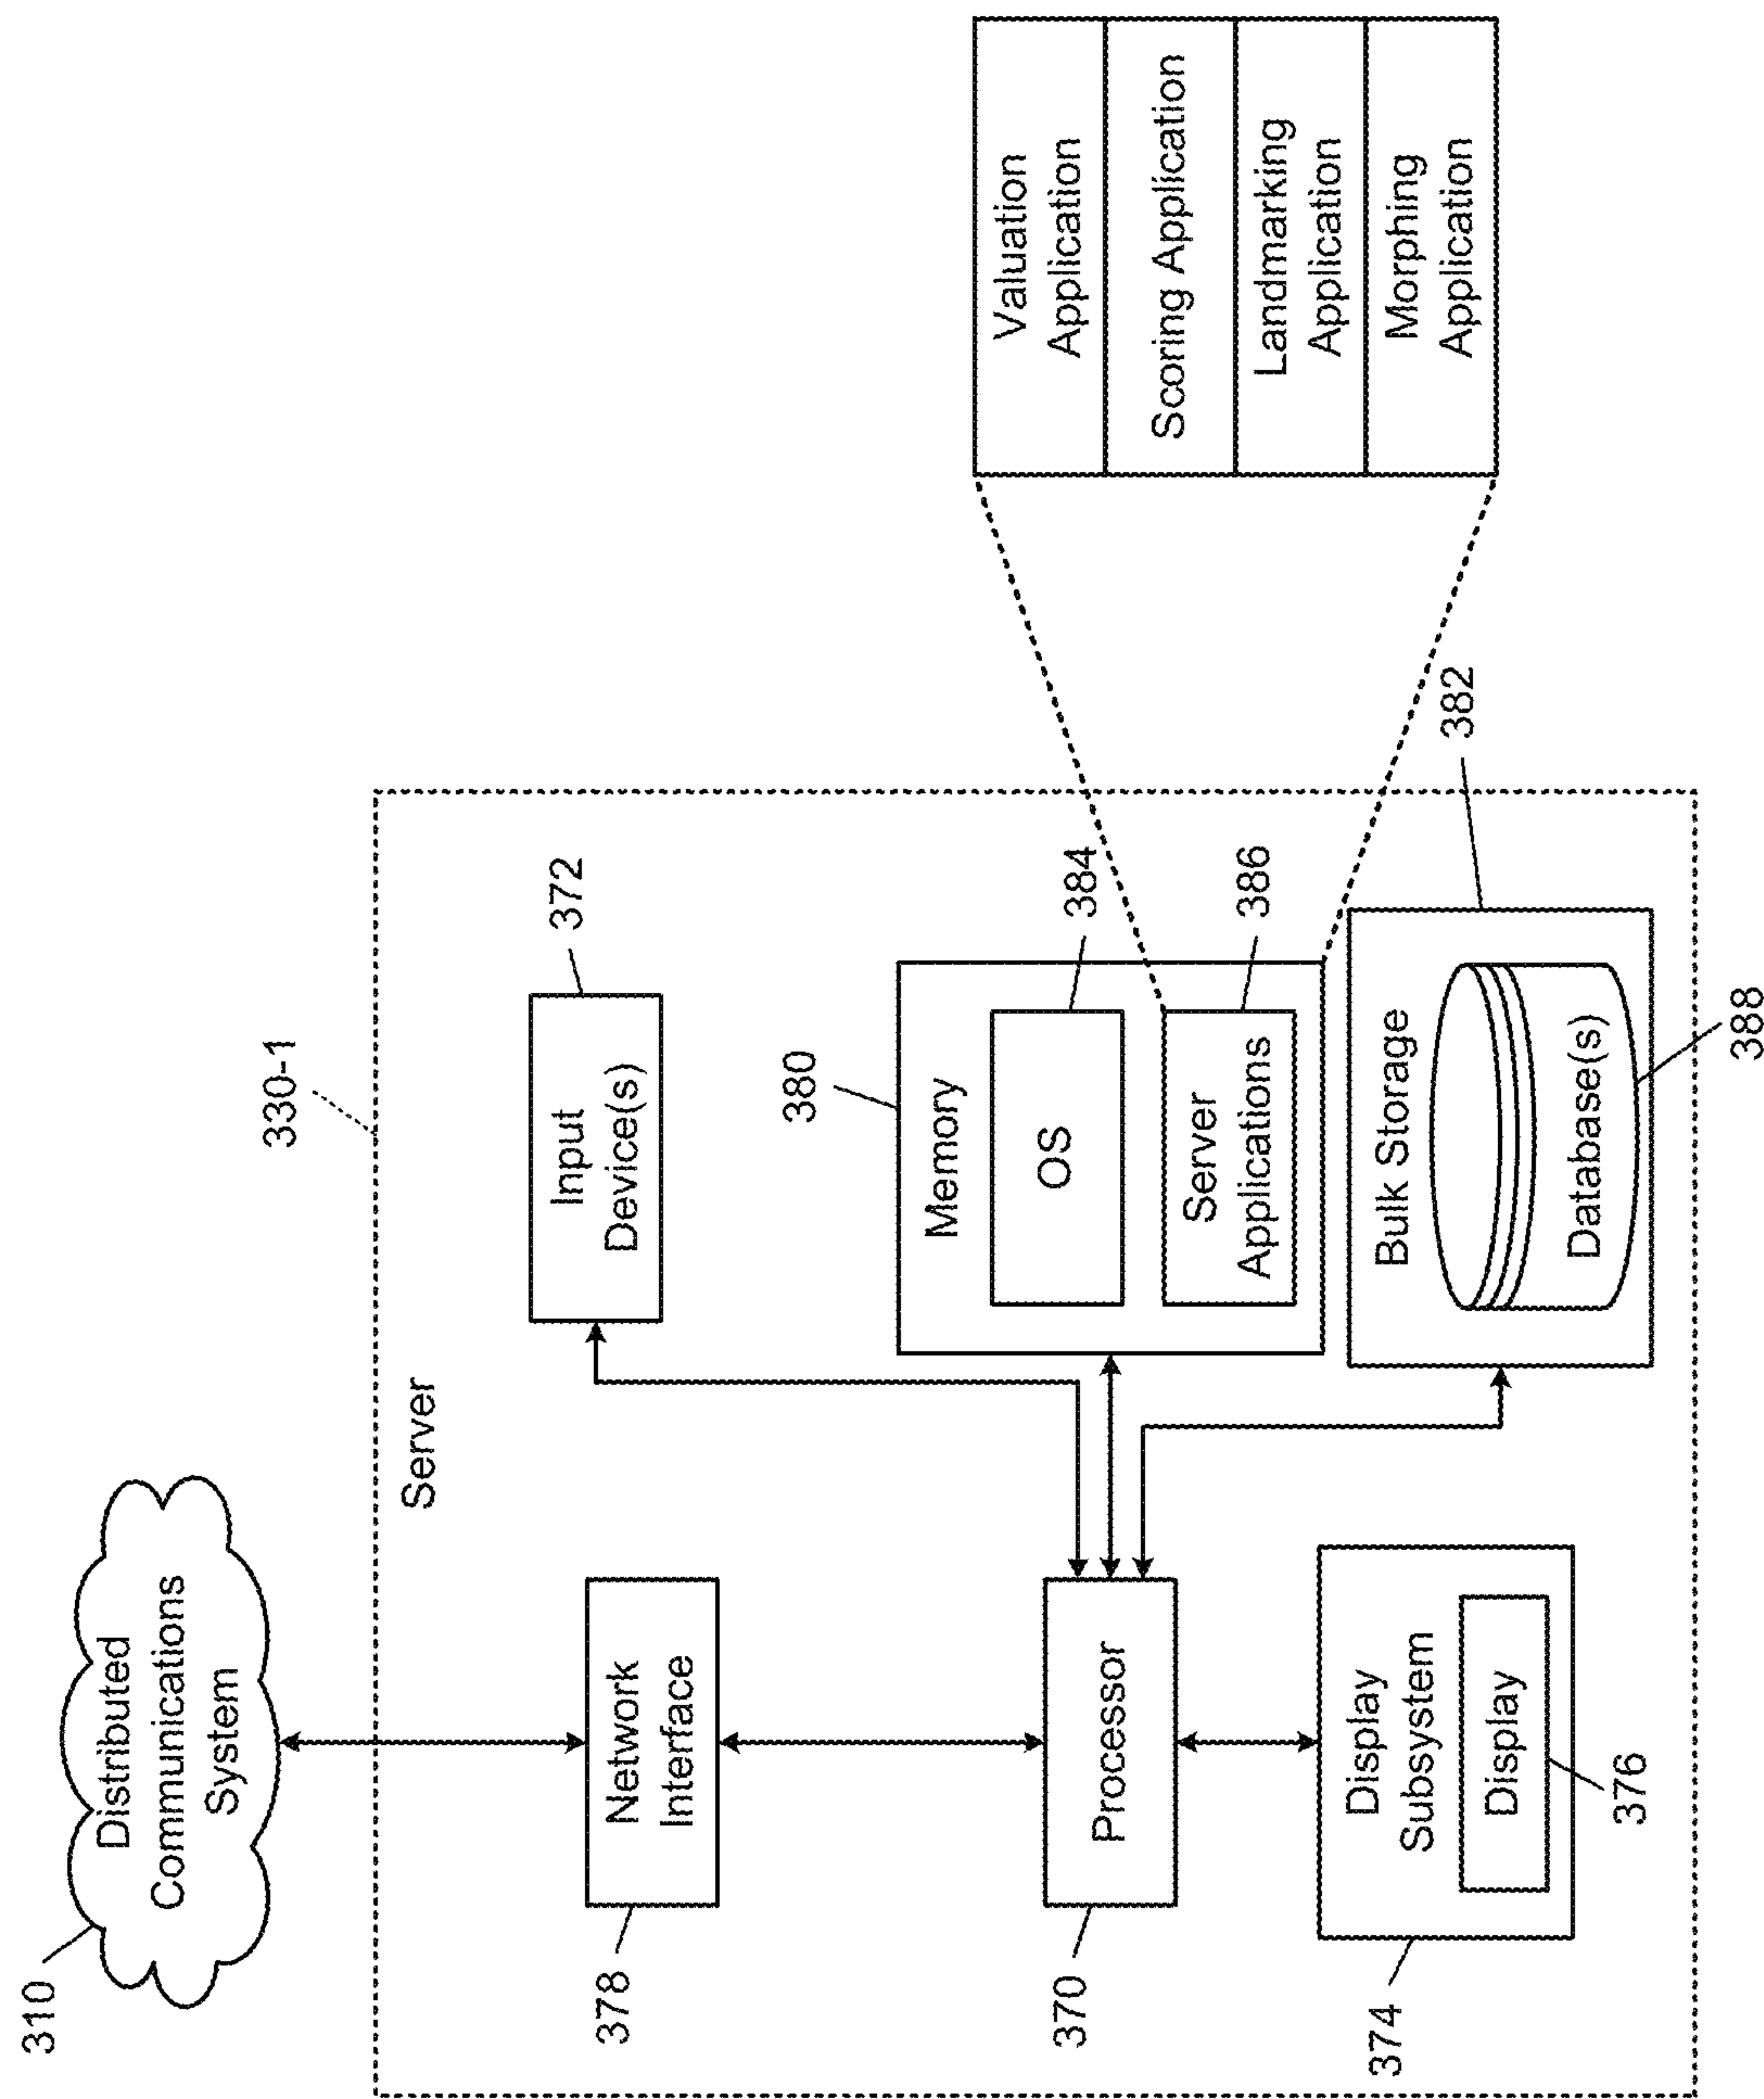 310
Distributed
Communications
System
330-1
Server
378
Network
Interface
Input
Device(s)
372
370
Processor
380
Memory
OS
384
Server
Applications
386
374
Display
Subsystem
Display
376
Bulk Storage
382
Database(s)
388
Valuation
Application
Scoring Application
Landmarking
Application
Morphing
Application